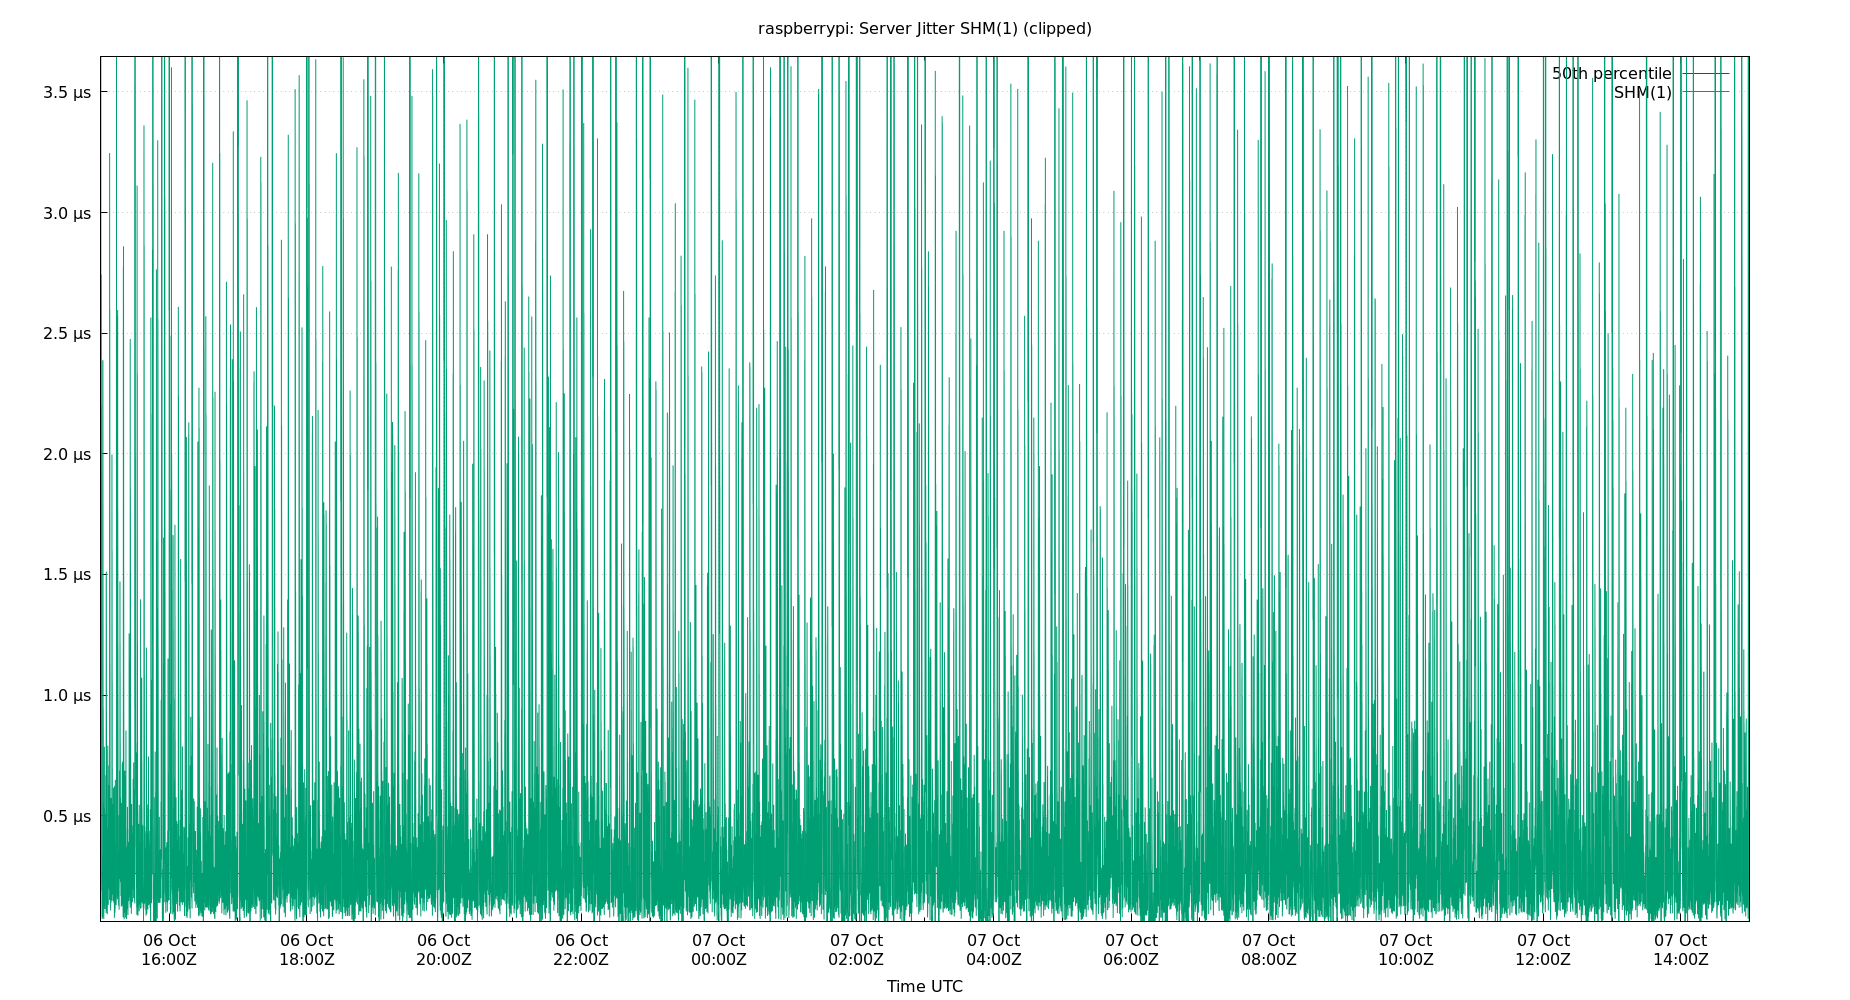 raspberrypi: Server Jitter SHM(1) (clipped)
50th percentile
SHM(1)
3.5 µs
3.0 µs
2.5 µs
2.0 µs
1.5 µs
1.0 µs
0.5 µs
06 Oct 06 Oct 06 Oct 06 Oct 07 Oct 07 Oct 07 Oct 07 Oct 07 Oct 07 Oct 07 Oct 07 Oct
16:00Z 18:00Z 20:00Z 22:00Z 00:00Z 02:00Z 04:00Z 06:00Z 08:00Z 10:00Z 12:00Z 14:00Z
Time UTC